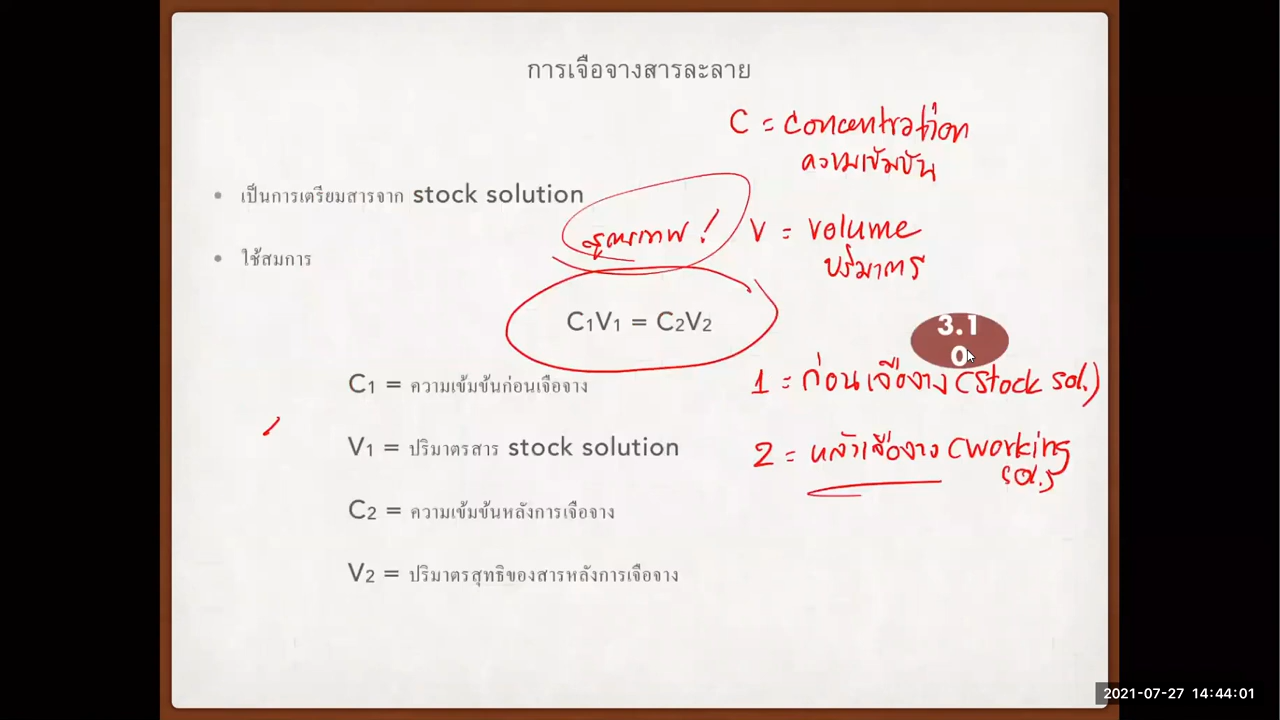 การเจือจางสารละลาย
C = concentration
ความเข้มข้น
เป็นการเตรียมสารจาก stock solution
สูตรเทพ!
V = volume
ปริมาตร
ใช้สมการ
C1V1 = C2V2
3.1
0
C1 = ความเข้มข้นก่อนเจือจาง
1 = ก่อนเจือจาง (stock sol.)
V1 = ปริมาตรสาร stock solution
2 = หลังเจือจาง (working
sol.)
C2 = ความเข้มข้นหลังการเจือจาง
V2 = ปริมาตรสุทธิของสารหลังการเจือจาง
2021-07-27 14:44:01